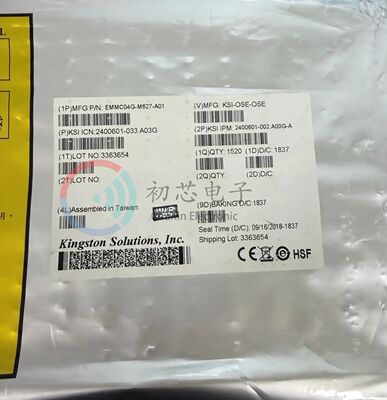 (1P)MFG P/N: EMMC04G-M627-A01
(V)MFG: KSI-OSE-OSE
(P)KSI ICN:2400601-033.A03G
(2P)KSI IPM: 2400601-002.A00G-A
(1T)LOT NO:3363654
(1Q)QTY: 1520 (1D)D/C: 1837
(2T)LOT NO:
(2Q)QTY: (2D)D/C:
初芯电子
(4L)Assembled in Taiwan
(9D)BAKING D/C:1837
Electronic
Kingston Solutions, Inc.
Seal Time (D/C): 09/16/2018-1837
Shipping Lot: 3363654
CE
HSF